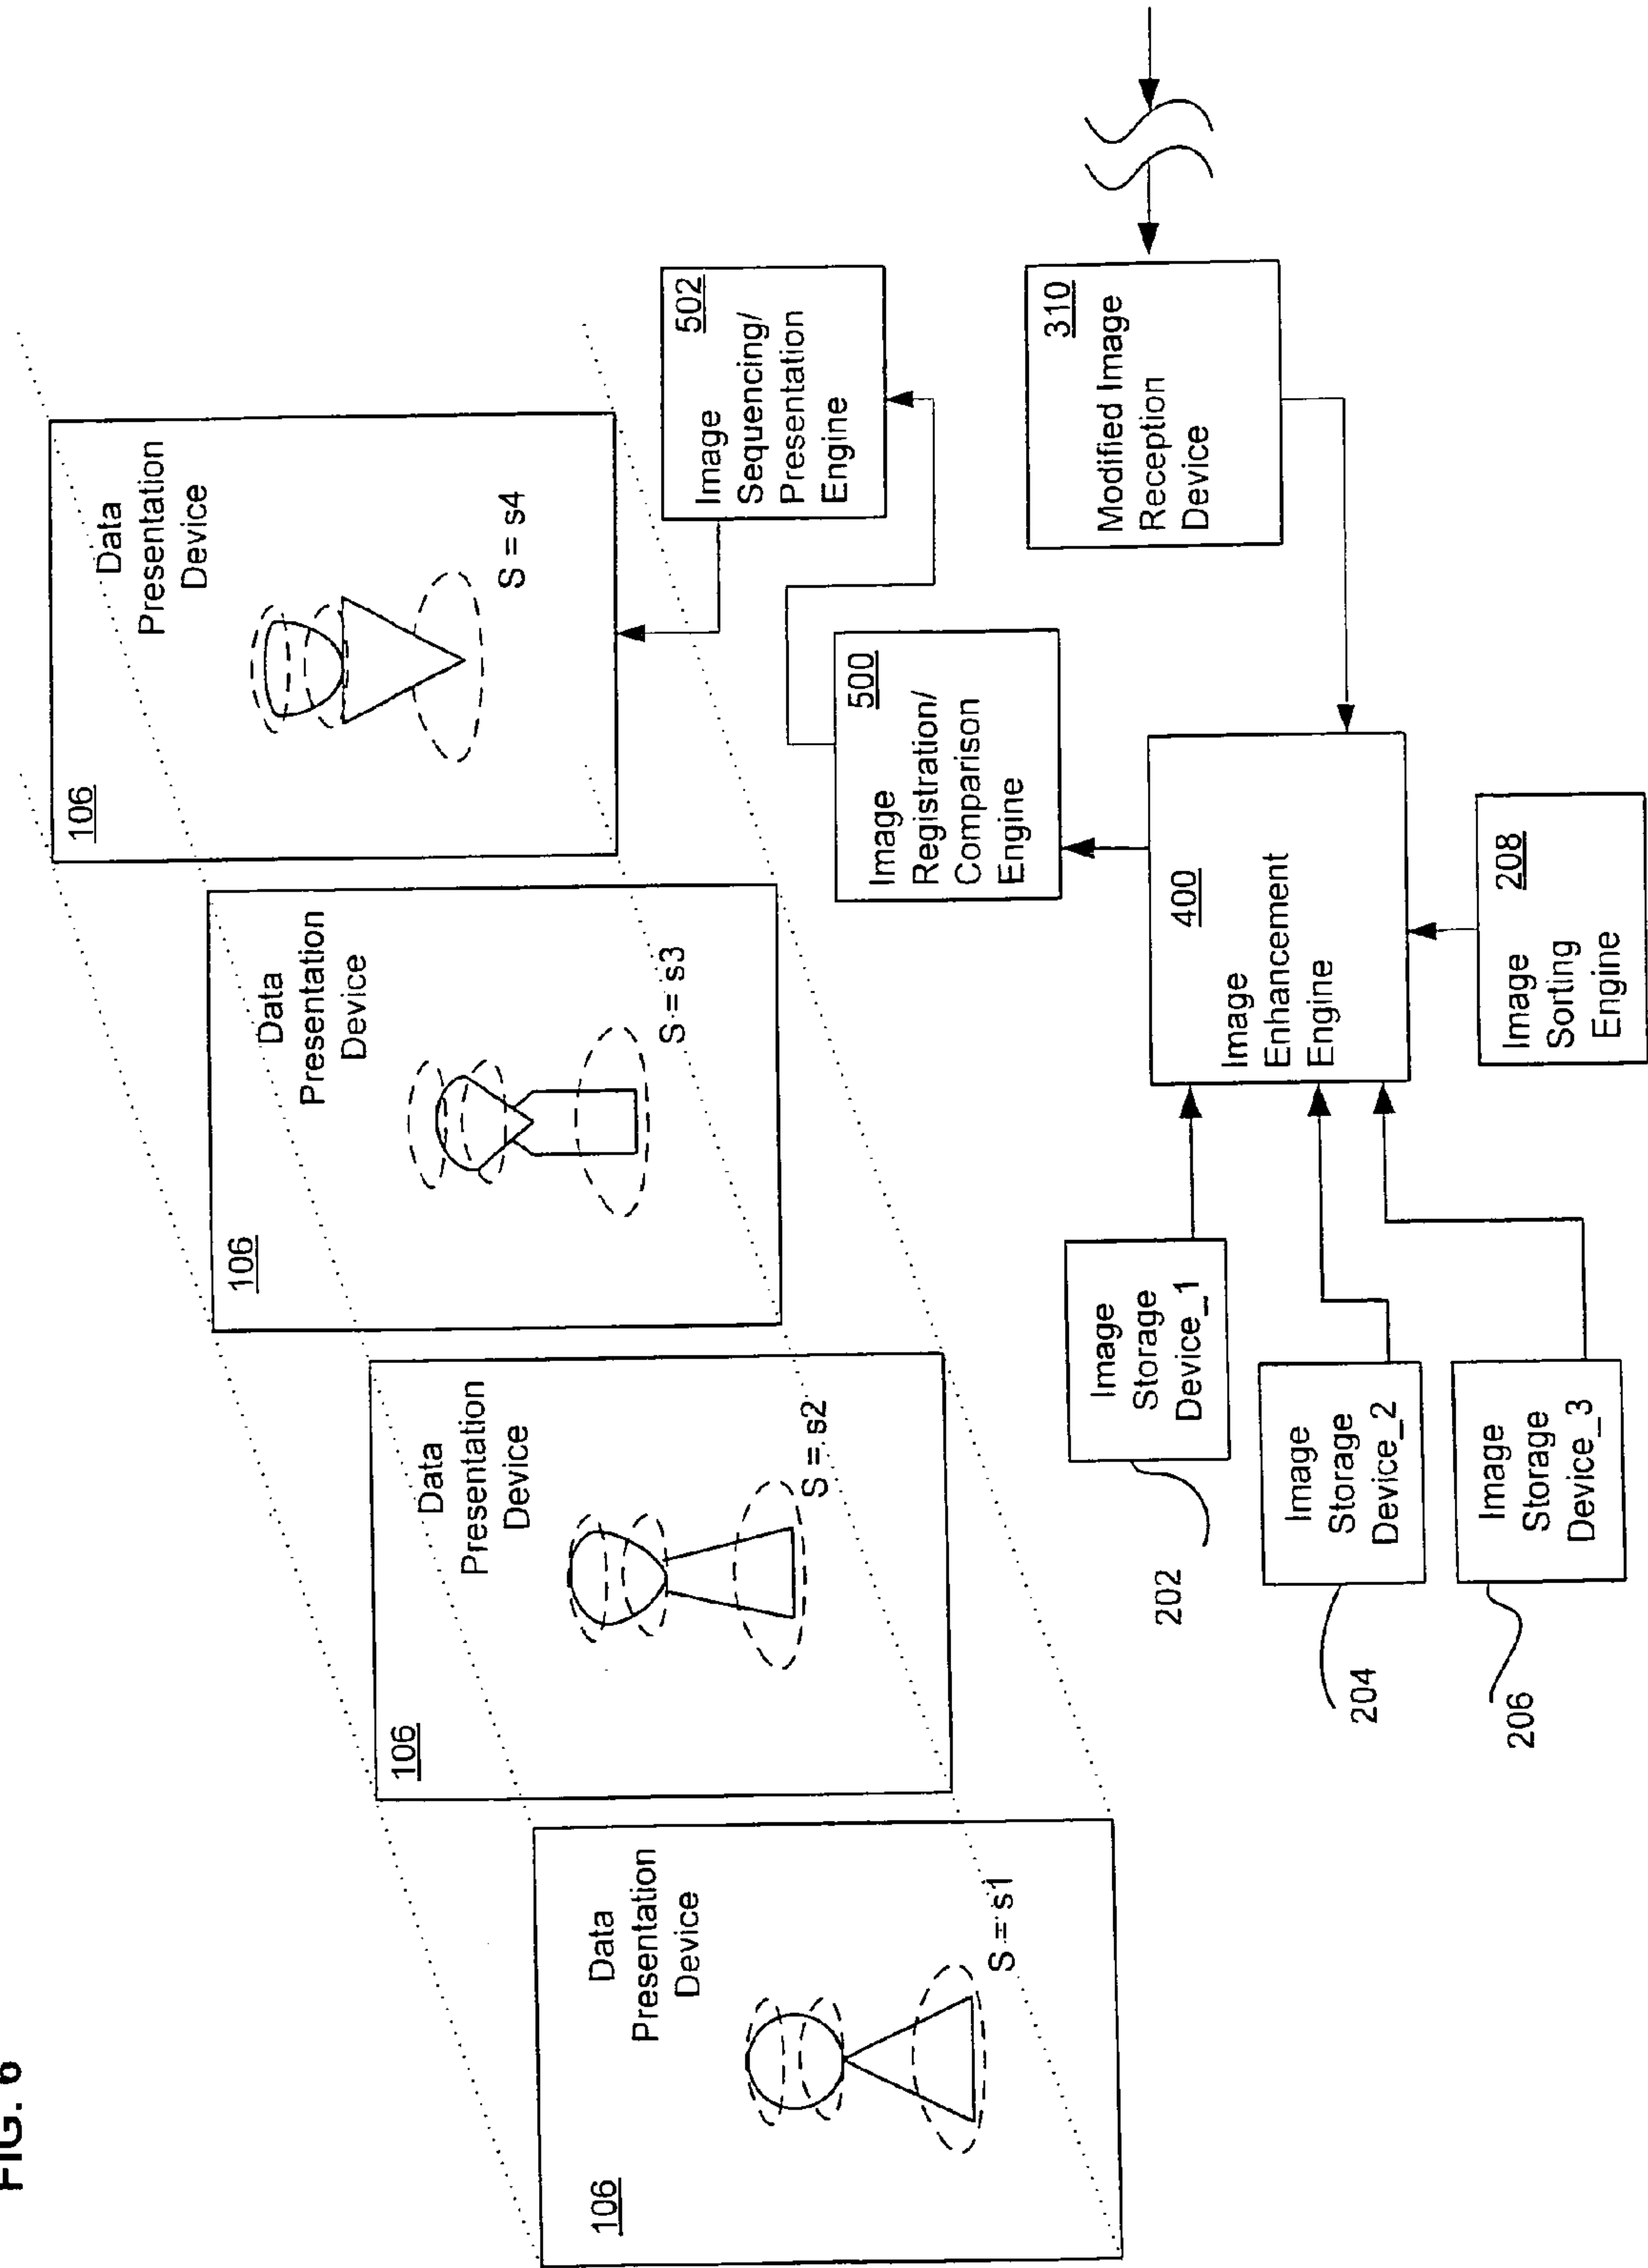 FIG. 6
106
Data
Presentation
Device
S = s1
106
Data
Presentation
Device
S = s2
106
Data
Presentation
Device
S = s3
106
Data
Presentation
Device
S = s4
502
Image
Sequencing/
Presentation
Engine
500
Image
Registration/
Comparison
Engine
310
Modified Image
Reception
Device
400
Image
Enhancement
Engine
208
Image
Sorting
Engine
Image
Storage
Device_1
202
Image
Storage
Device_2
204
Image
Storage
Device_3
206